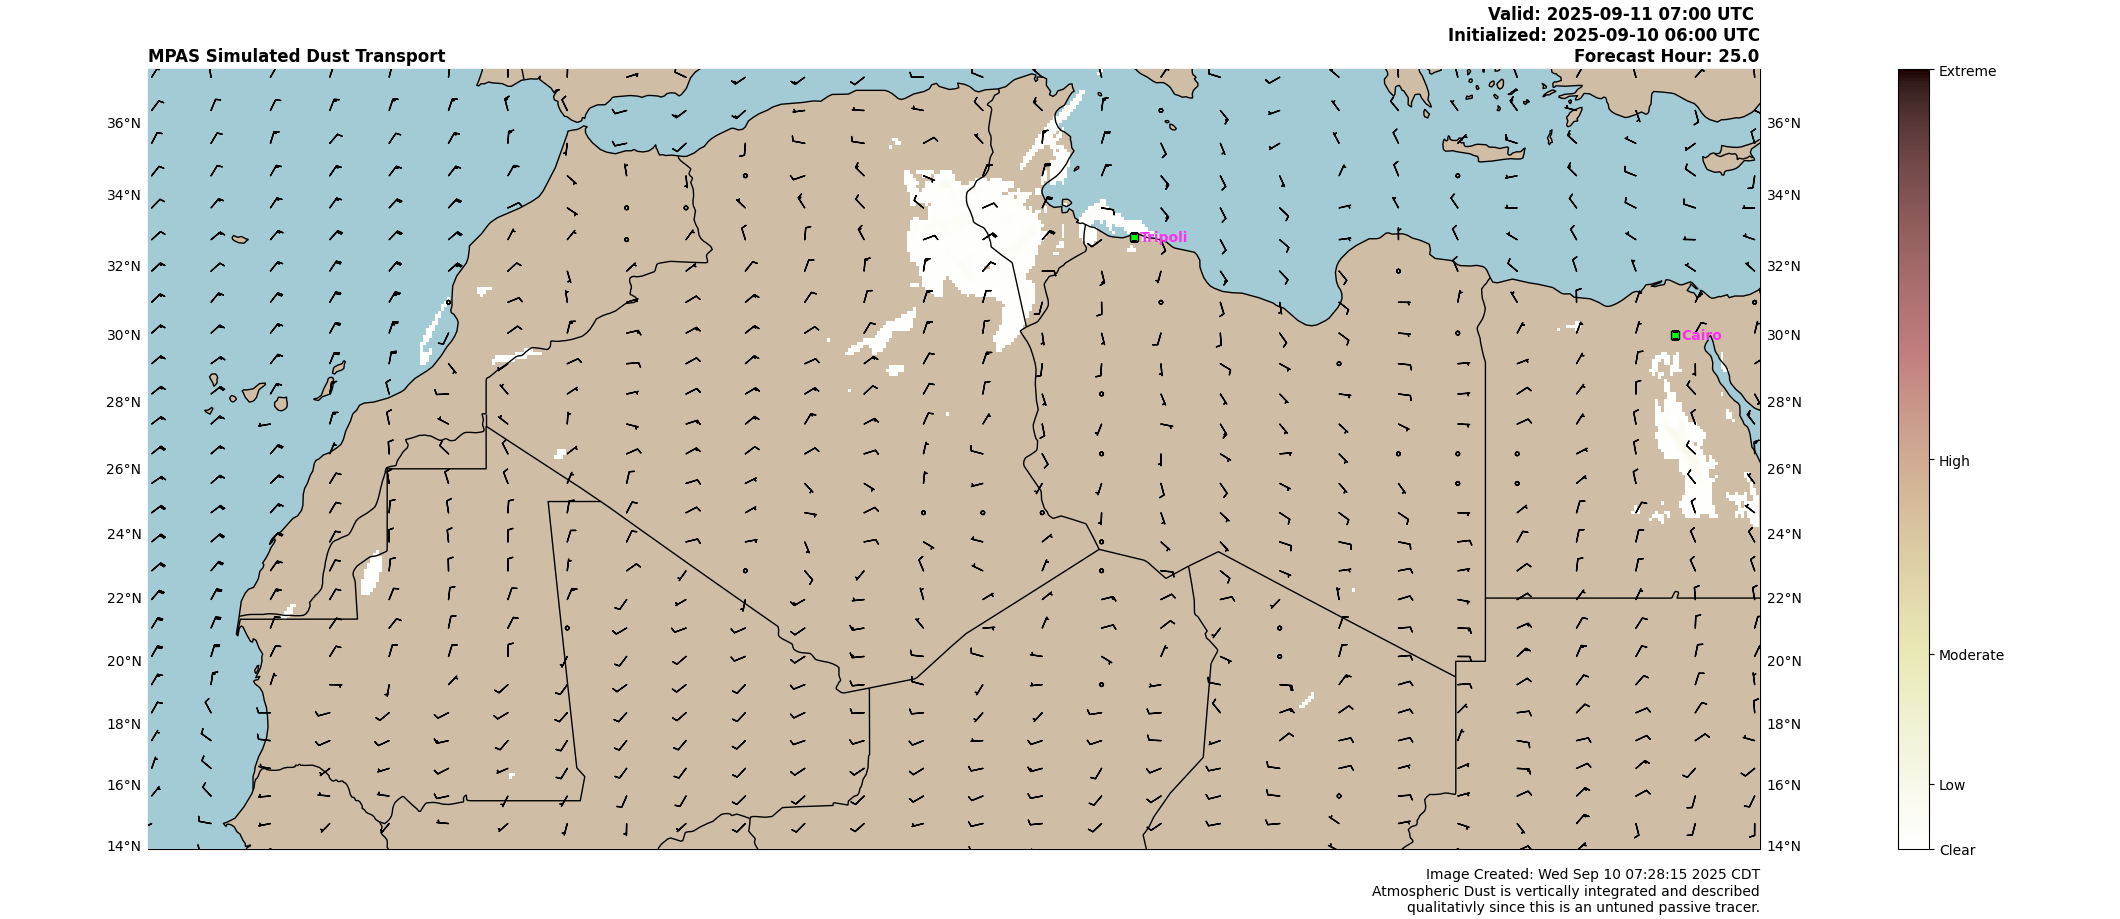 Valid: 2025-09-11 07:00 UTC
Initialized: 2025-09-10 06:00 UTC
MPAS Simulated Dust Transport
Forecast Hour: 25.0
Extreme
36°N
36°N
34°N
34°N
Tripoli
32°N
32°N
30°N
Cairo
30°N
28°N
28°N
26°N
26°N
High
24°N
24°N
22°N
22°N
20°N
20°N
Moderate
18°N
18°N
16°N
16°N
Low
14°N
14°N
Clear
Image Created: Wed Sep 10 07:28:15 2025 CDT
Atmospheric Dust is vertically integrated and described
qualitativly since this is an untuned passive tracer.